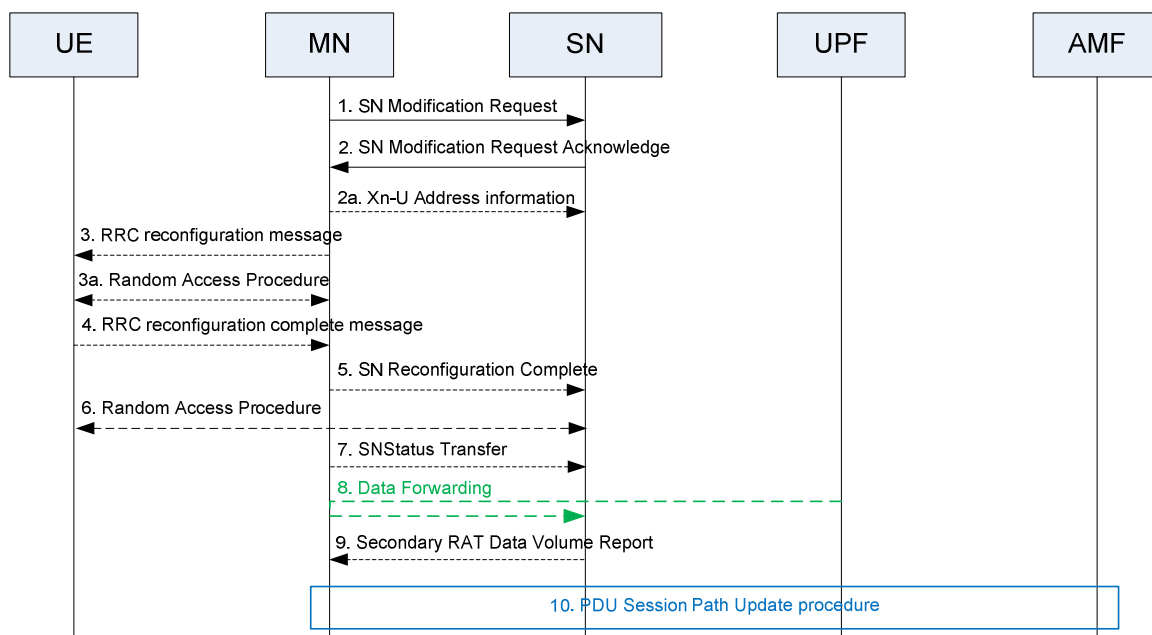 UE
MN
SN
UPF
AMF
1. SN Modification Request
2. SN Modification Request Acknowledge
2a. Xn-U Address information
3. RRC reconfiguration message
3a. Random Access Procedure
4. RRC reconfiguration complete message
5. SN Reconfiguration Complete
6. Random Access Procedure
7. SNStatus Transfer
8. Data Forwarding
9. Secondary RAT Data Volume Report
10. PDU Session Path Update procedure